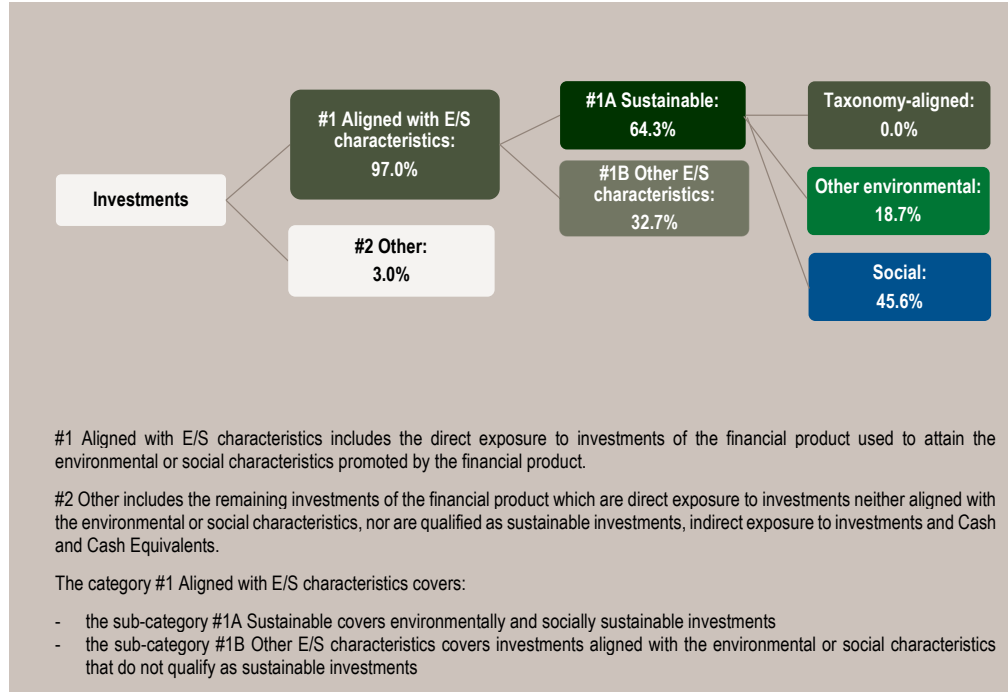 Investments
#1 Aligned with E/S
characteristics:
97.0%
#2 Other:
3.0%
#1A Sustainable:
64.3%
#1B Other E/S
characteristics:
32.7%
Taxonomy-aligned:
0.0%
Other environmental:
18.7%
Social:
45.6%
#1 Aligned with E/S characteristics includes the direct exposure to investments of the financial product used to attain the
environmental or social characteristics promoted by the financial product.
#2 Other includes the remaining investments of the financial product which are direct exposure to investments neither aligned with
the environmental or social characteristics, nor are qualified as sustainable investments, indirect exposure to investments and Cash
and Cash Equivalents.
The category #1 Aligned with E/S characteristics covers:
- the sub-category #1A Sustainable covers environmentally and socially sustainable investments
- the sub-category #1B Other E/S characteristics covers investments aligned with the environmental or social characteristics
that do not qualify as sustainable investments